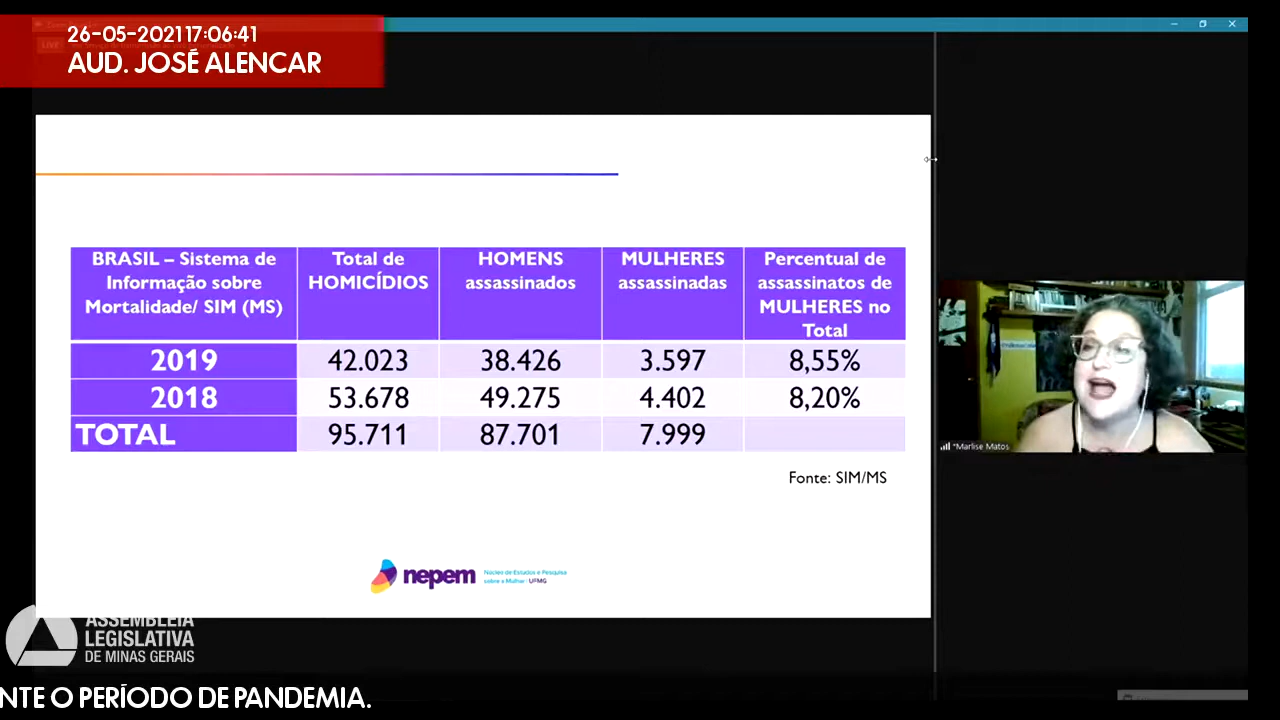 26-05-2021 17:06:41
AUD. JOSÉ ALENCAR
LIVE
BRASIL – Sistema de
Informação sobre
Mortalidade/ SIM (MS)
Total de
HOMICÍDIOS
HOMENS
assassinados
MULHERES
assassinadas
Percentual de
assassinatos de
MULHERES no
Total
2019 42.023 38.426 3.597 8,55%
2018 53.678 49.275 4.402 8,20%
TOTAL 95.711 87.701 7.999
Fonte: SIM/MS
nepem
Núcleo de Estudos e Pesquisa
sobre a Mulher | UFMG
*Marlise Matos
ASSEMBLEIA
LEGISLATIVA
DE MINAS GERAIS
NTE O PERÍODO DE PANDEMIA.